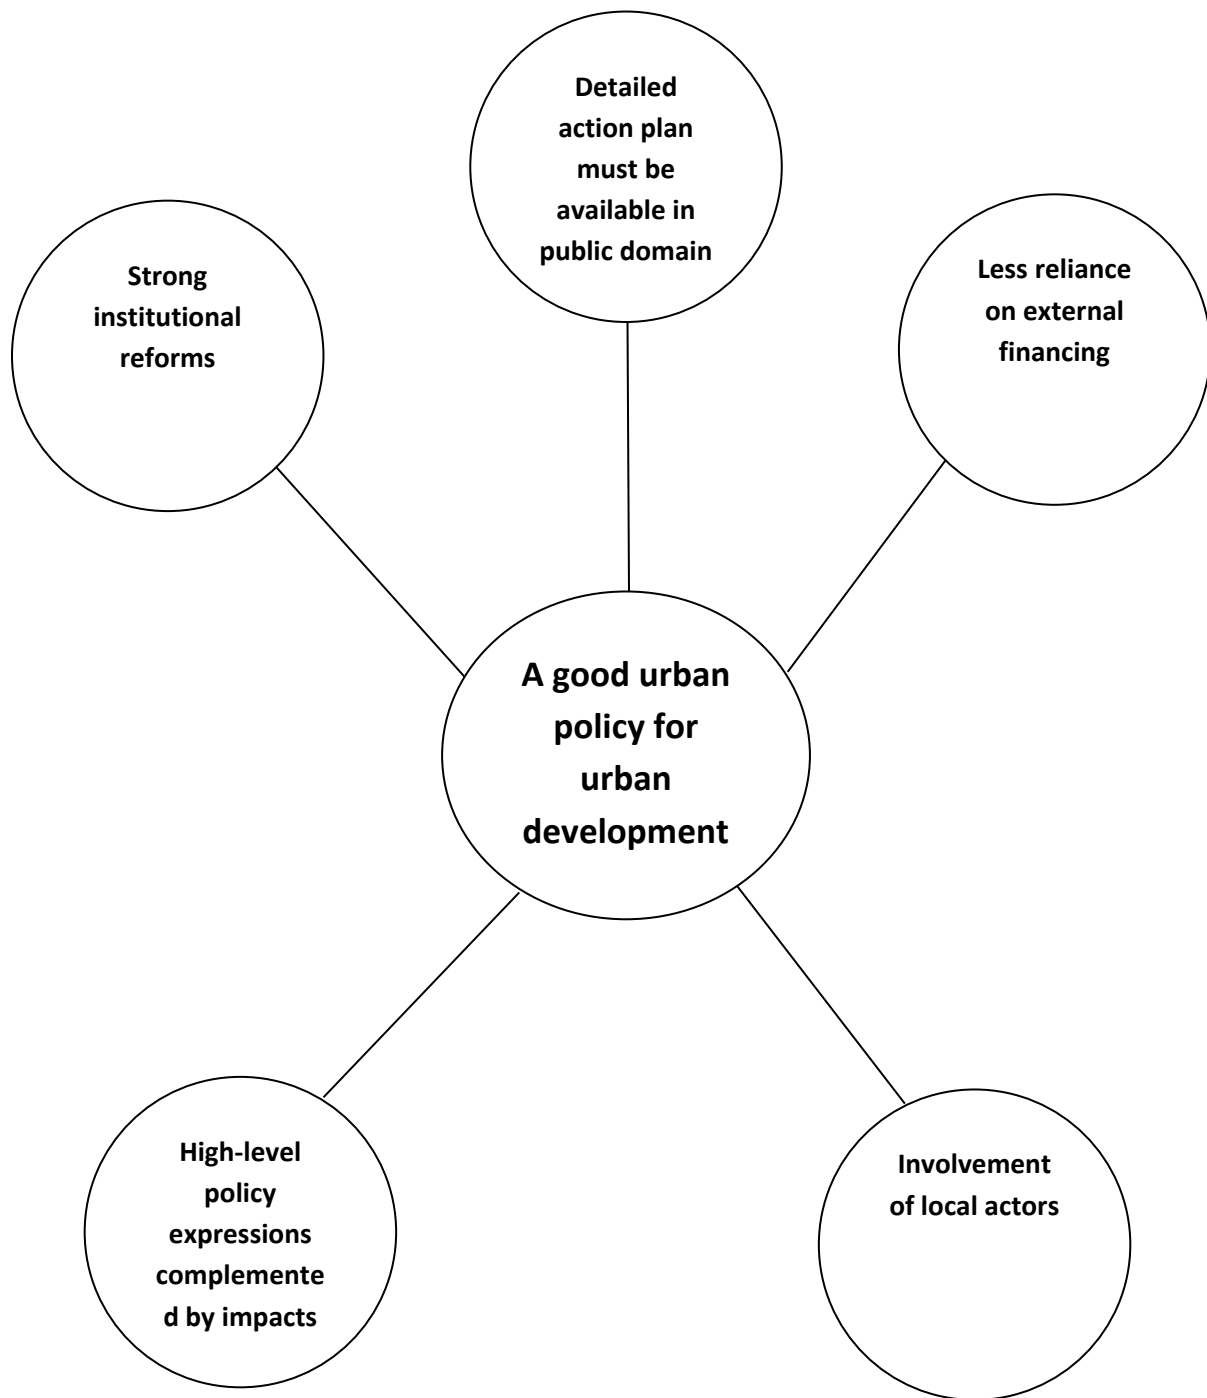 Detailed
action plan
must be
available in
public domain
Strong
institutional
reforms
Less reliance
on external
financing
A good urban
policy for
urban
development
High-level
policy
expressions
complemente
d by impacts
Involvement
of local actors